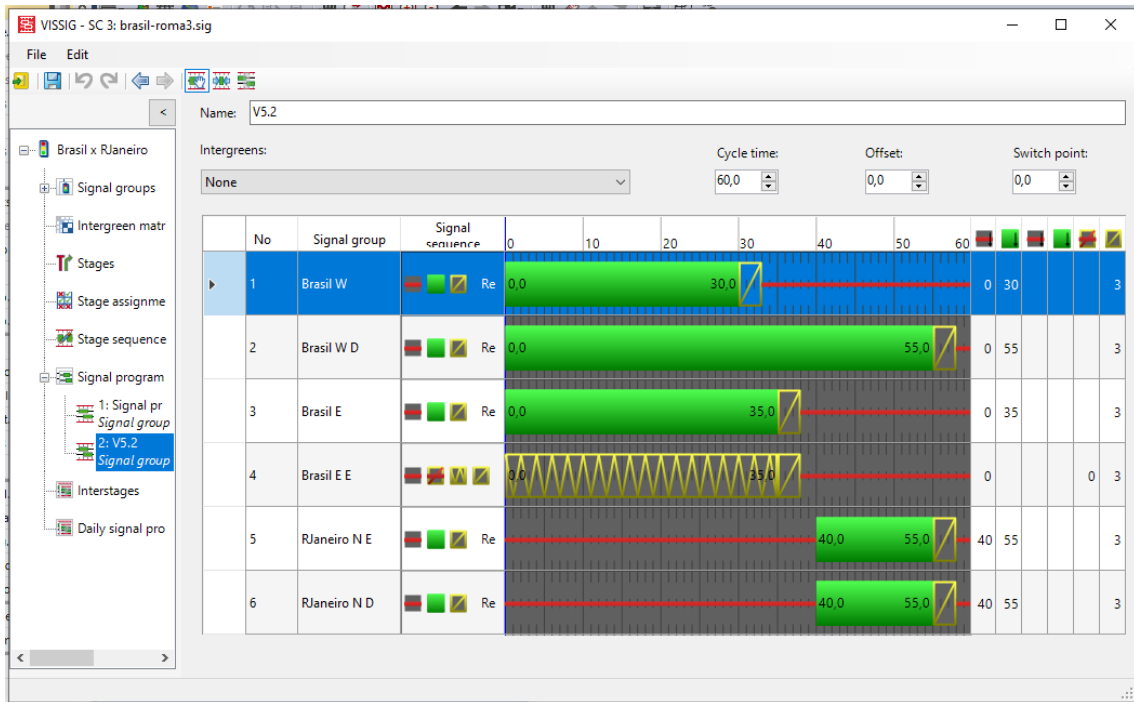 VISSIG - SC 3: brasil-roma3.sig
File Edit
<
Name: V5.2
Brasil x RJaneiro
Signal groups
Intergreen matr
Stages
Stage assignme
Stage sequence
Signal program
1: Signal pr
Signal group
2: V5.2
Signal group
Interstages
Daily signal pro
Intergreens: Cycle time: Offset: Switch point:
None 60,0 0,0 0,0
No Signal group Signal sequence 0 10 20 30 40 50 60
1 Brasil W Re 0,0 30,0 0 30 3
2 Brasil W D Re 0,0 55,0 0 55 3
3 Brasil E Re 0,0 35,0 0 35 3
4 Brasil E E 0,0 35,0 0 0 3
5 RJaneiro N E Re 40,0 55,0 40 55 3
6 RJaneiro N D Re 40,0 55,0 40 55 3